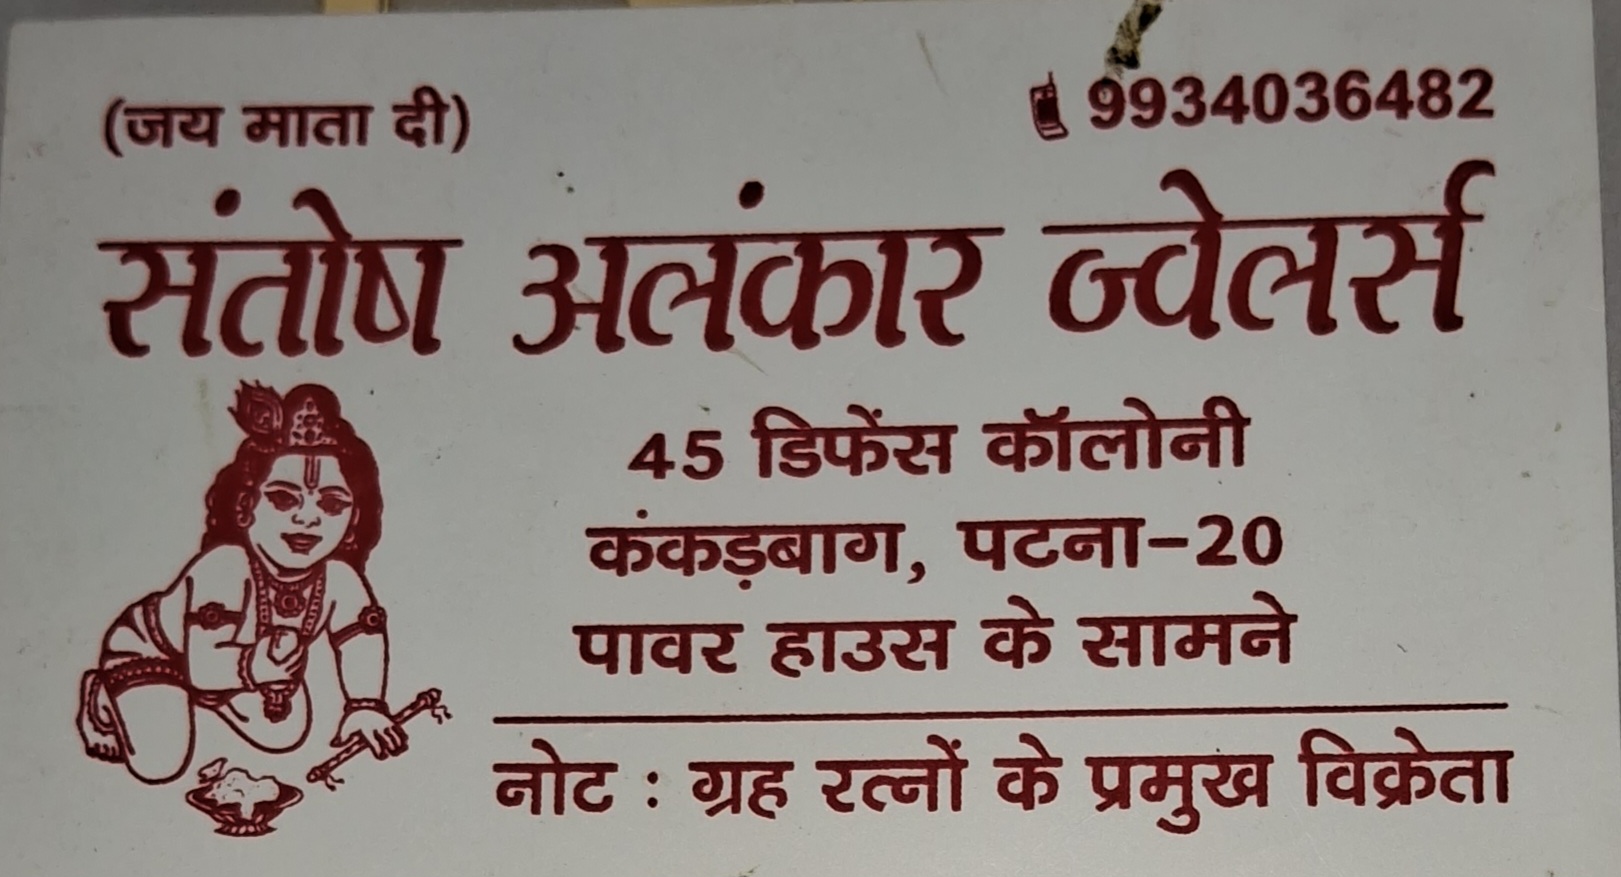 (जय माता दी)
9934036482
संतोष अलंकार ज्वेलर्स
45 डिफेंस कॉलोनी
कंकड़बाग, पटना-20
पावर हाउस के सामने
नोट : ग्रह रत्नों के प्रमुख विक्रेता